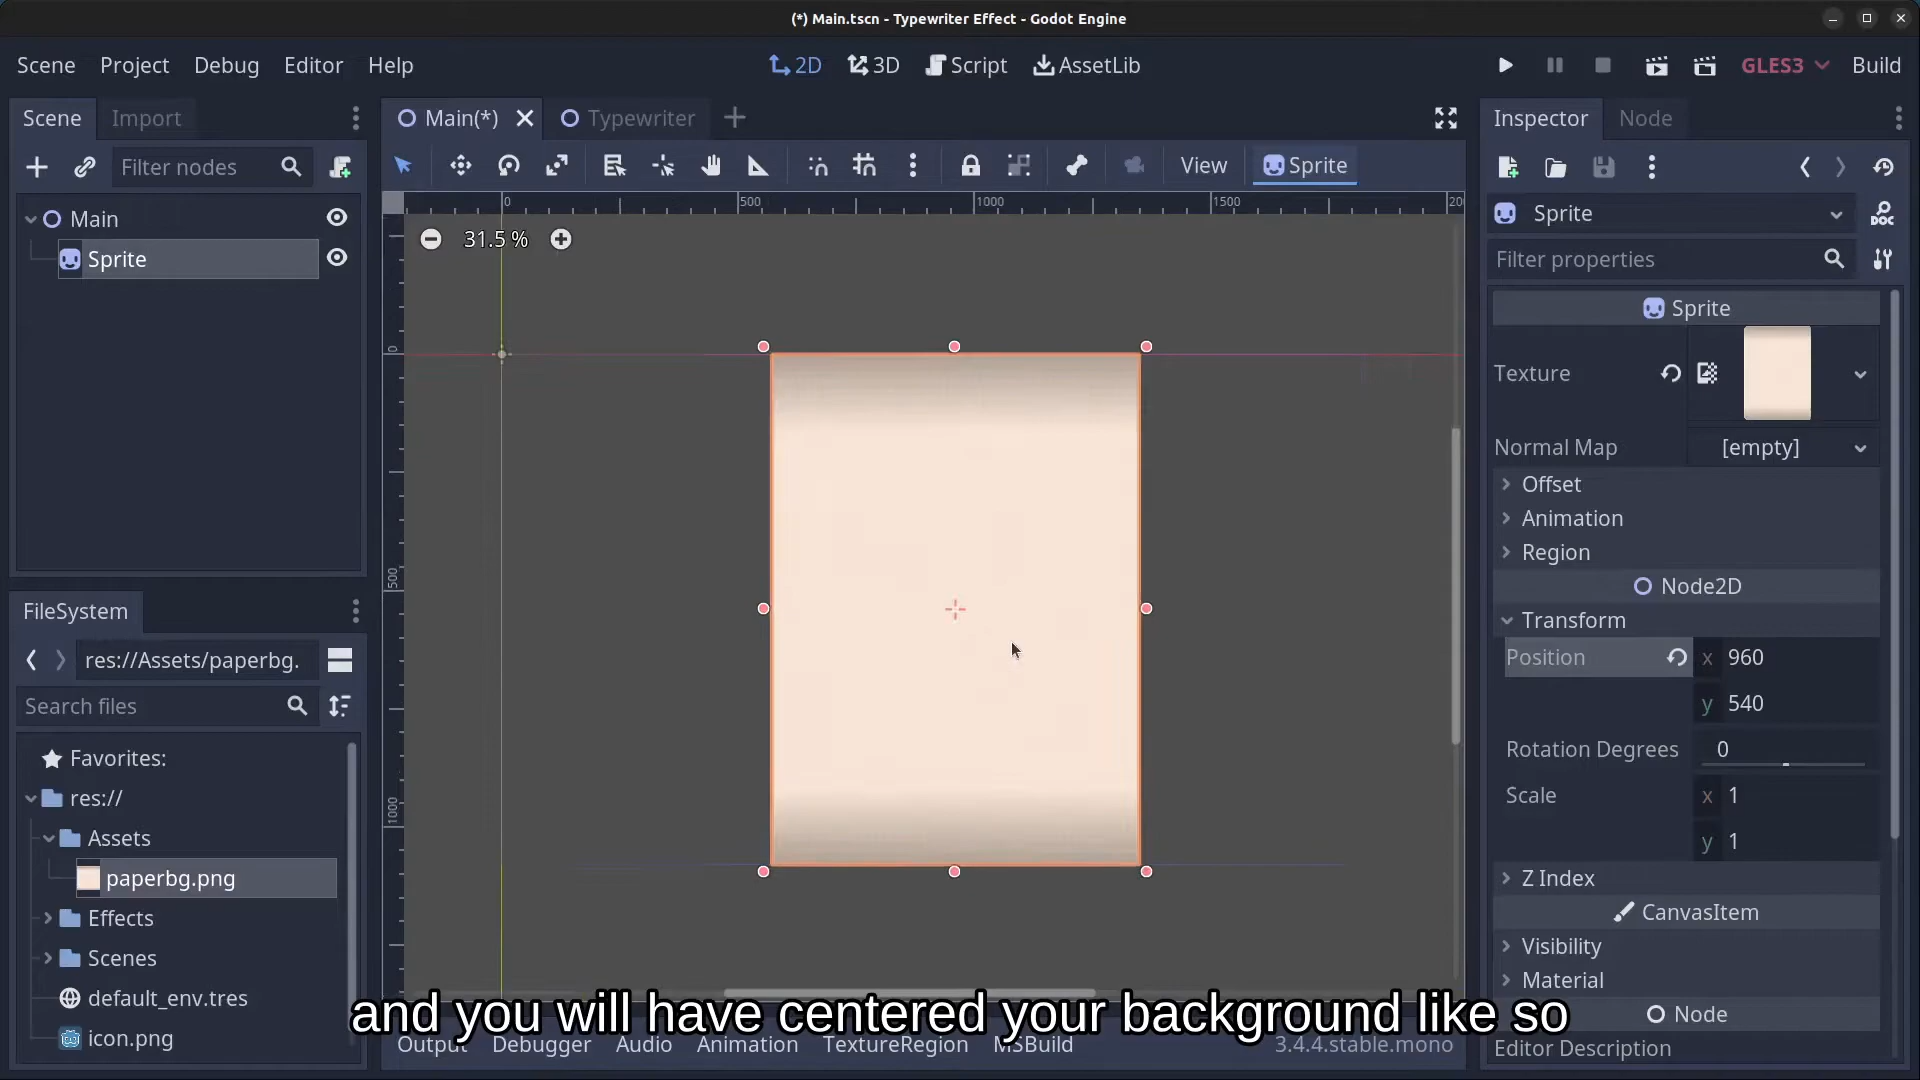 (*) Main.tscn - Typewriter Effect - Godot Engine
Scene Project Debug Editor Help
2D 3D Script AssetLib
GLES3 Build
Scene Import
Main(*) Typewriter
Inspector Node
Filter nodes
View Sprite
Main
Sprite
0 500 1000 1500
31.5 %
0
500
1000
Sprite
Filter properties
Sprite
Texture
Normal Map [empty]
Offset
Animation
Region
Node2D
Transform
Position x 960
y 540
Rotation Degrees 0
Scale x 1
y 1
Z Index
CanvasItem
Visibility
Material
Node
Editor Description
FileSystem
res://Assets/paperbg.
Search files
Favorites:
res://
Assets
paperbg.png
Effects
Scenes
default_env.tres
icon.png
and you will have centered your background like so
Output Debugger Audio Animation TextureRegion MSBuild 3.4.4.stable.mono